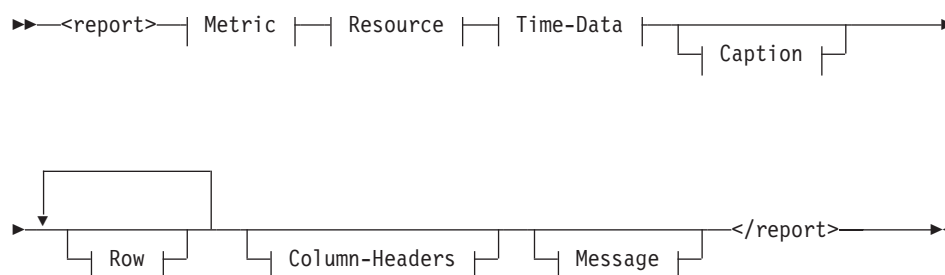 <report> Metric Resource Time-Data
Caption
</report>
Row Column-Headers Message